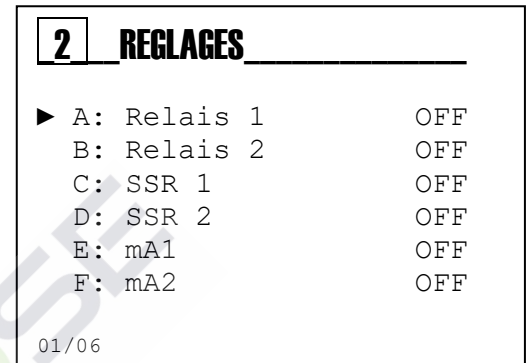 2 REGLAGES
► A: Relais 1 OFF
B: Relais 2 OFF
C: SSR 1 OFF
D: SSR 2 OFF
E: mA1 OFF
F: mA2 OFF
01/06